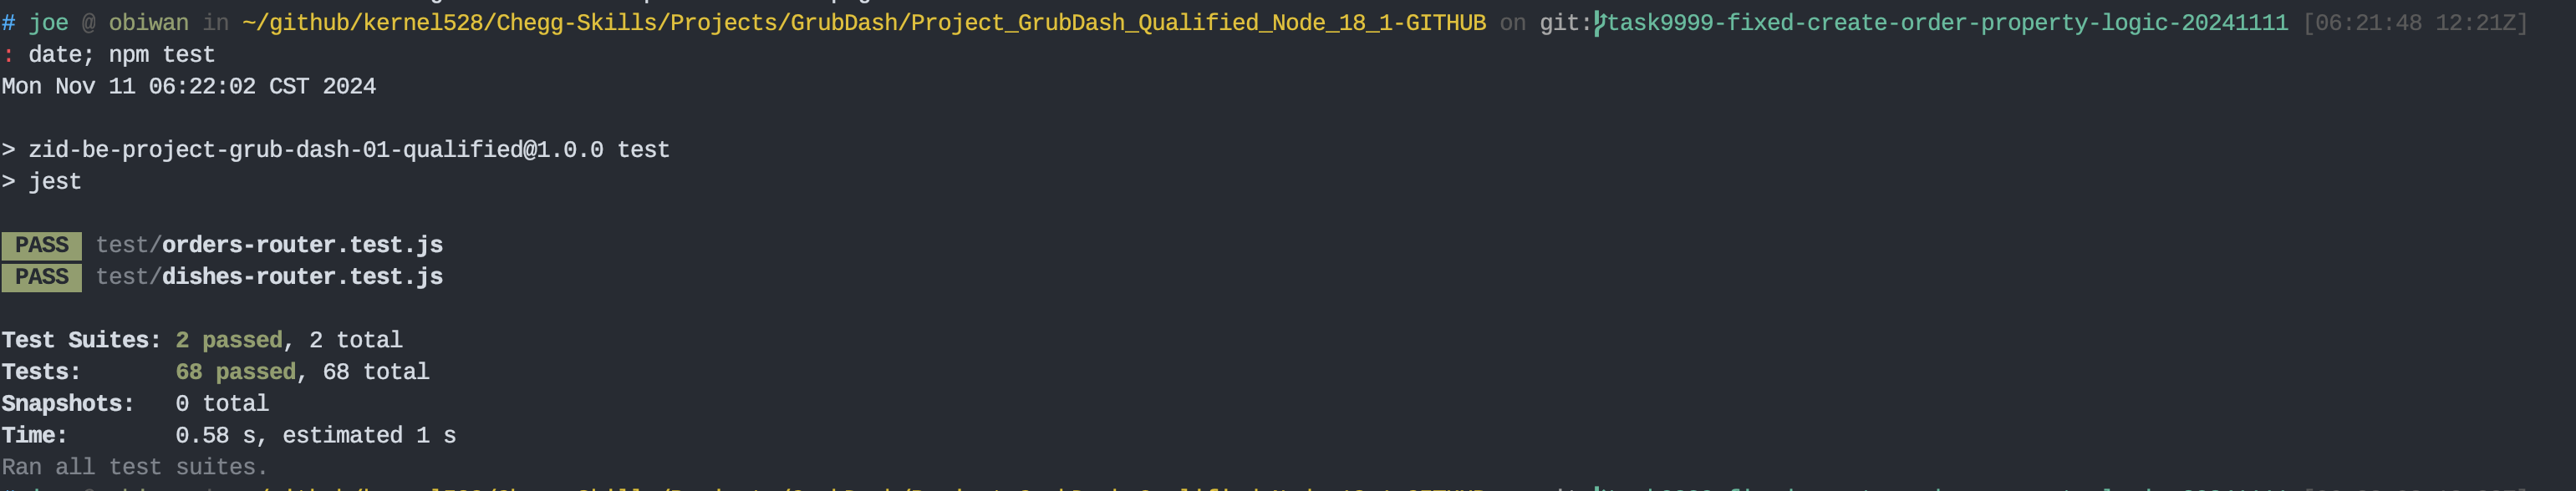 # joe @ obiwan in ~/github/kernel528/Chegg-Skills/Projects/GrubDash/Project_GrubDash_Qualified_Node_18_1-GITHUB on git:task9999-fixed-create-order-property-logic-20241111 [06:21:48 12:21Z]
: date; npm test
Mon Nov 11 06:22:02 CST 2024
> zid-be-project-grub-dash-01-qualified@1.0.0 test
> jest
PASS test/orders-router.test.js
PASS test/dishes-router.test.js
Test Suites: 2 passed, 2 total
Tests: 68 passed, 68 total
Snapshots: 0 total
Time: 0.58 s, estimated 1 s
Ran all test suites.